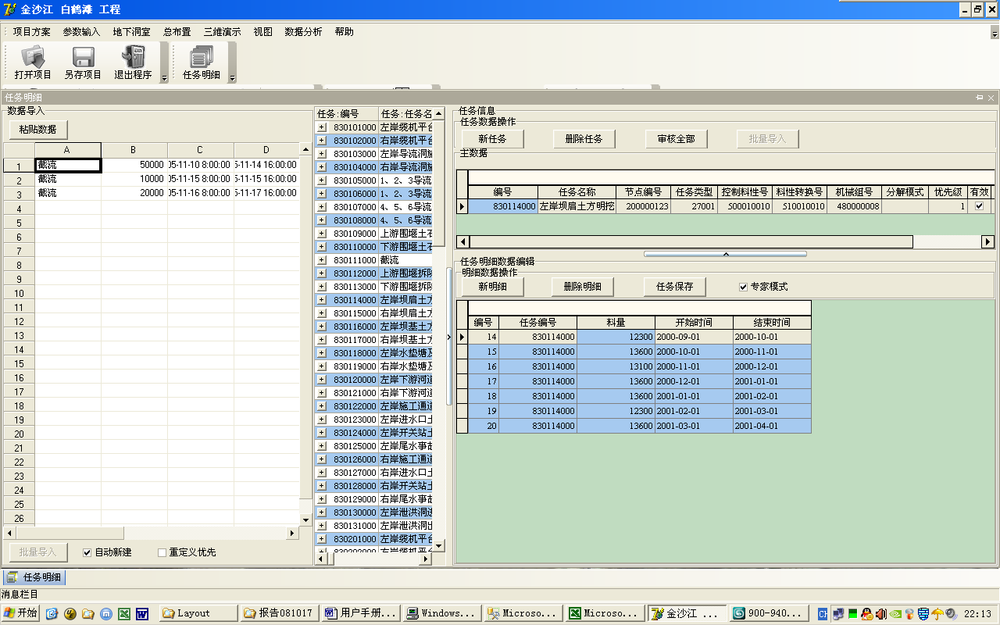 金沙江 白鹤滩 工程
项目方案 参数输入 地下洞室 总布置 三维演示 视图 数据分析 帮助
打开项目 另存项目 退出程序 任务明细
任务明细
数据导入
粘贴数据
A B C D
1 截流 50000 05-11-10 8:00:00 5-11-14 16:00:00
2 截流 10000 05-11-15 8:00:00 5-11-15 16:00:00
3 截流 20000 05-11-16 8:00:00 5-11-17 16:00:00
4
5
6
7
8
9
10
11
12
13
14
15
16
17
18
19
20
21
22
23
24
25
26
批量导入 自动新建 重定义优先
任务:编号 任务:任务名
830101000 左岸缆机平台
830102000 右岸缆机平台
830103000 左岸导流洞施
830104000 右岸导流洞施
830105000 1、2、3导流
830106000 1、2、3导流
830107000 4、5、6导流
830108000 4、5、6导流
830109000 上游围堰土石
830110000 下游围堰土石
830111000 截流
830112000 上游围堰拆除
830113000 下游围堰拆除
830114000 左岸坝肩土方
830115000 右岸坝肩土方
830116000 左岸坝基土方
830117000 右岸坝基土方
830118000 左岸水垫塘及
830119000 右岸水垫塘及
830120000 左岸下游河道
830121000 右岸下游河道
830122000 左岸施工通道
830123000 左岸进水口土
830124000 左岸开关站土
830125000 左岸尾水事故
830126000 右岸施工通道
830127000 右岸进水口土
830128000 右岸开关站土
830129000 右岸尾水事故
830130000 左岸泄洪洞进
830131000 左岸泄洪洞出
830201000 左岸缆机平台
830202000 右岸缆机平台
任务信息
任务数据操作
新任务 删除任务 审核全部 批量导入
主数据
编号 任务名称 节点编号 任务类型 控制料性号 料性转换号 机械组号 分解模式 优先级 有效
830114000 左岸坝肩土方明挖 200000123 27001 500010010 510010010 480000008 1
任务明细数据编辑
明细数据操作
新明细 删除明细 任务保存 专家模式
编号 任务编号 料量 开始时间 结束时间
14 830114000 12300 2000-09-01 2000-10-01
15 830114000 13600 2000-10-01 2000-11-01
16 830114000 13100 2000-11-01 2000-12-01
17 830114000 13600 2000-12-01 2001-01-01
18 830114000 13600 2001-01-01 2001-02-01
19 830114000 12300 2001-02-01 2001-03-01
20 830114000 13600 2001-03-01 2001-04-01
任务明细
消息栏目
开始 Layout 报告081017 用户手册... Windows... Microso... Microso... 金沙江 ... 900-940... CH 22:13